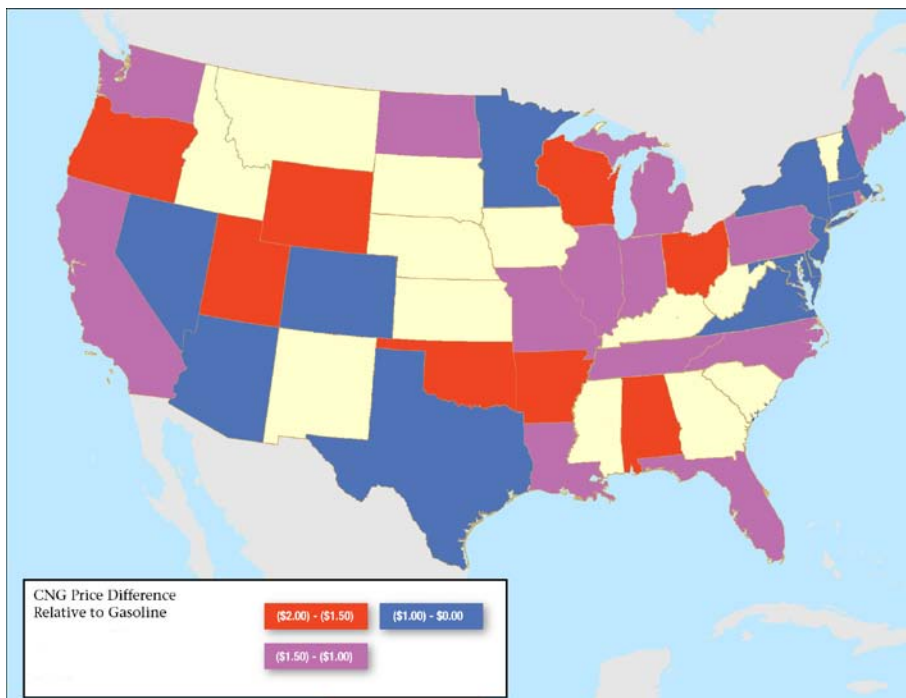 CNG Price Difference
Relative to Gasoline
($2.00) - ($1.50)
($1.00) - $0.00
($1.50) - ($1.00)